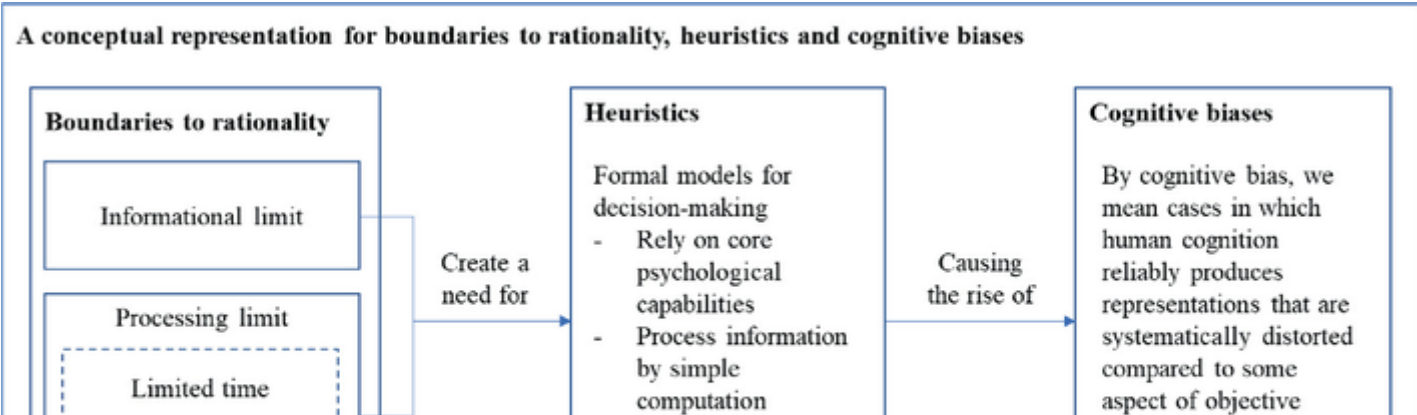 A conceptual representation for boundaries to rationality, heuristics and cognitive biases
Boundaries to rationality
Informational limit
Processing limit
Limited time
Create a
need for
Heuristics
Formal models for
decision-making
- Rely on core
psychological
capabilities
- Process information
by simple
computation
Causing
the rise of
Cognitive biases
By cognitive bias, we
mean cases in which
human cognition
reliably produces
representations that are
systematically distorted
compared to some
aspect of objective